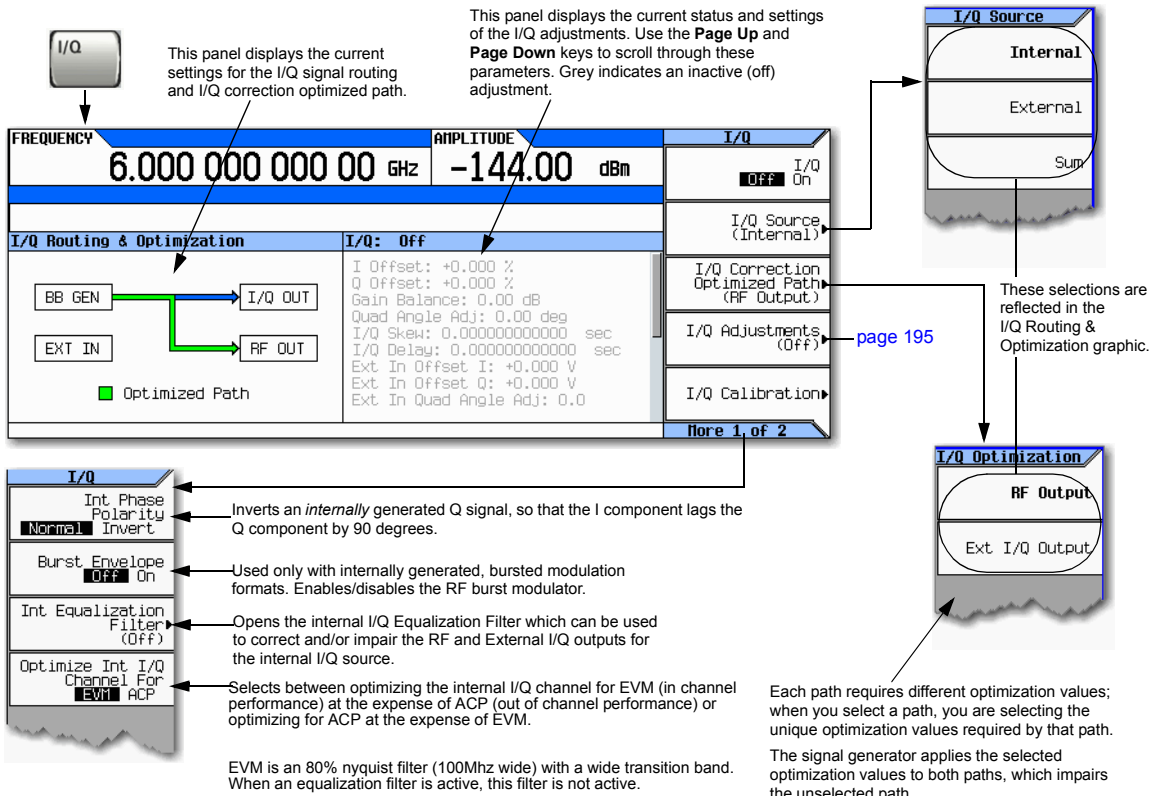 I/Q
This panel displays the current
settings for the I/Q signal routing
and I/Q correction optimized path.
This panel displays the current status and settings
of the I/Q adjustments. Use the Page Up and
Page Down keys to scroll through these
parameters. Grey indicates an inactive (off)
adjustment.
I/Q Source
Internal
External
Sum
FREQUENCY
6.000 000 000 00 GHz
AMPLITUDE
-144.00 dBm
I/Q Routing & Optimization
BB GEN
I/Q OUT
EXT IN
RF OUT
Optimized Path
I/Q: Off
I Offset: +0.000 %
Q Offset: +0.000 %
Gain Balance: 0.00 dB
Quad Angle Adj: 0.00 deg
I/Q Skew: 0.000000000000 sec
I/Q Delay: 0.000000000000 sec
Ext In Offset I: +0.000 V
Ext In Offset Q: +0.000 V
Ext In Quad Angle Adj: 0.0
I/Q
I/Q
Off On
I/Q Source
(Internal)
I/Q Correction
Optimized Path
(RF Output)
I/Q Adjustments
(Off)
I/Q Calibration
More 1 of 2
page 195
These selections are
reflected in the
I/Q Routing &
Optimization graphic.
I/Q Optimization
RF Output
Ext I/Q Output
I/Q
Int Phase
Polarity
Normal Invert
Burst Envelope
Off On
Int Equalization
Filter
(Off)
Optimize Int I/Q
Channel For
EVM ACP
Inverts an internally generated Q signal, so that the I component lags the
Q component by 90 degrees.
Used only with internally generated, bursted modulation
formats. Enables/disables the RF burst modulator.
Opens the internal I/Q Equalization Filter which can be used
to correct and/or impair the RF and External I/Q outputs for
the internal I/Q source.
Selects between optimizing the internal I/Q channel for EVM (in channel
performance) at the expense of ACP (out of channel performance) or
optimizing for ACP at the expense of EVM.
EVM is an 80% nyquist filter (100Mhz wide) with a wide transition band.
When an equalization filter is active, this filter is not active.
Each path requires different optimization values;
when you select a path, you are selecting the
unique optimization values required by that path.
The signal generator applies the selected
optimization values to both paths, which impairs
the unselected path.